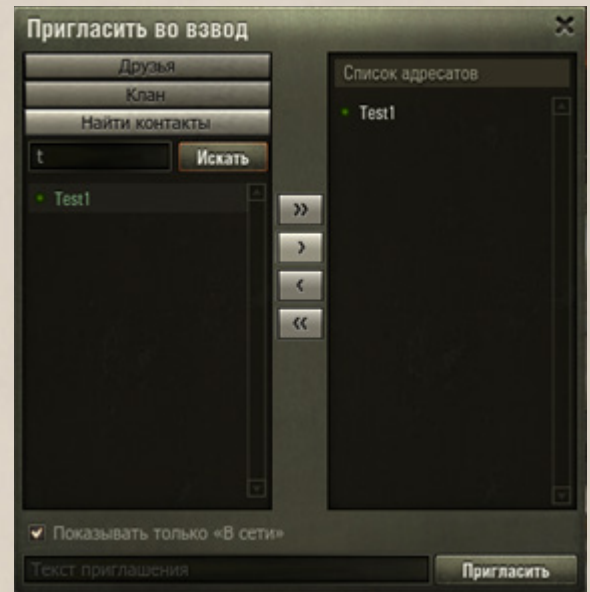 Пригласить во взвод
Друзья
Клан
Найти контакты
t
Искать
Test1
Список адресатов
Test1
»
›
‹
«
Показывать только «В сети»
Текст приглашения
Пригласить